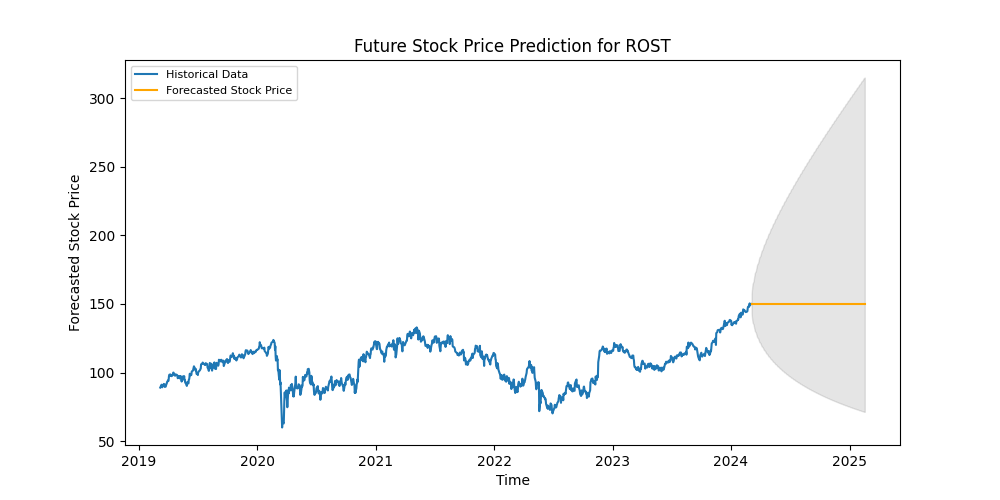 Future Stock Price Prediction for ROST
Historical Data
Forecasted Stock Price
Forecasted Stock Price
300
250
200
150
100
50
2019 2020 2021 2022 2023 2024 2025
Time